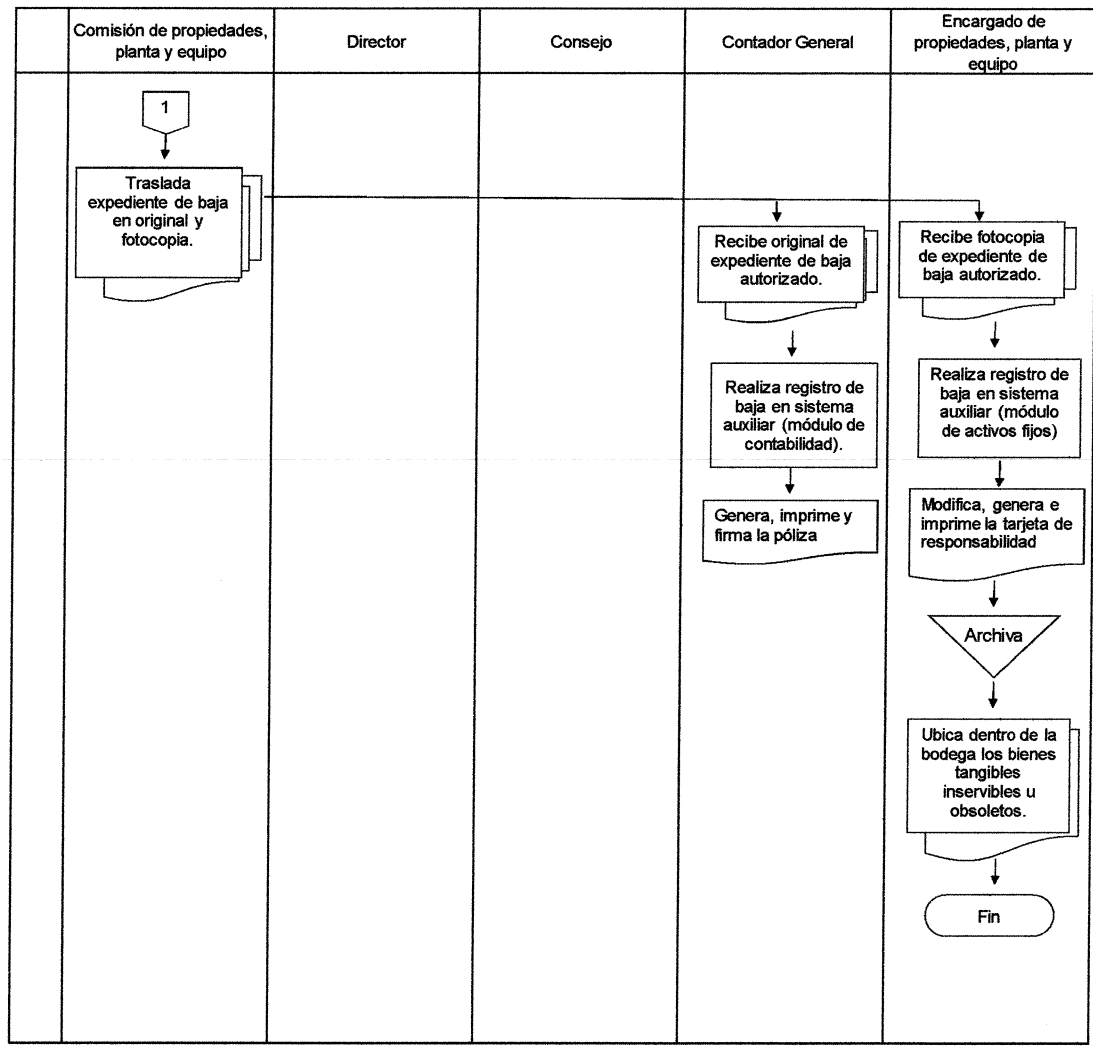 Comisión de propiedades,
planta y equipo
Director
Consejo
Contador General
Encargado de
propiedades, planta y
equipo
1
Traslada
expediente de baja
en original y
fotocopia.
Recibe original de
expediente de baja
autorizado.
Recibe fotocopia
de expediente de
baja autorizado.
Realiza registro de
baja en sistema
auxiliar (módulo de
contabilidad).
Realiza registro de
baja en sistema
auxiliar (módulo
de activos fijos)
Genera, imprime y
firma la póliza
Modifica, genera e
imprime la tarjeta de
responsabilidad
Archiva
Ubica dentro de la
bodega los bienes
tangibles
inservibles u
obsoletos.
Fin